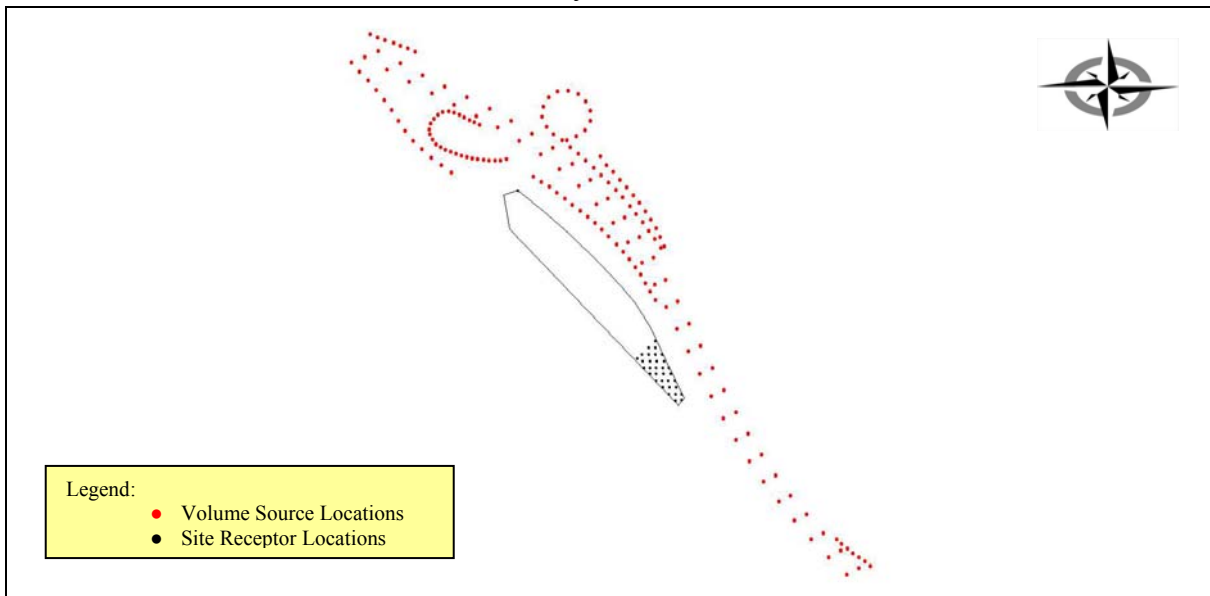 Legend:
● Volume Source Locations
● Site Receptor Locations